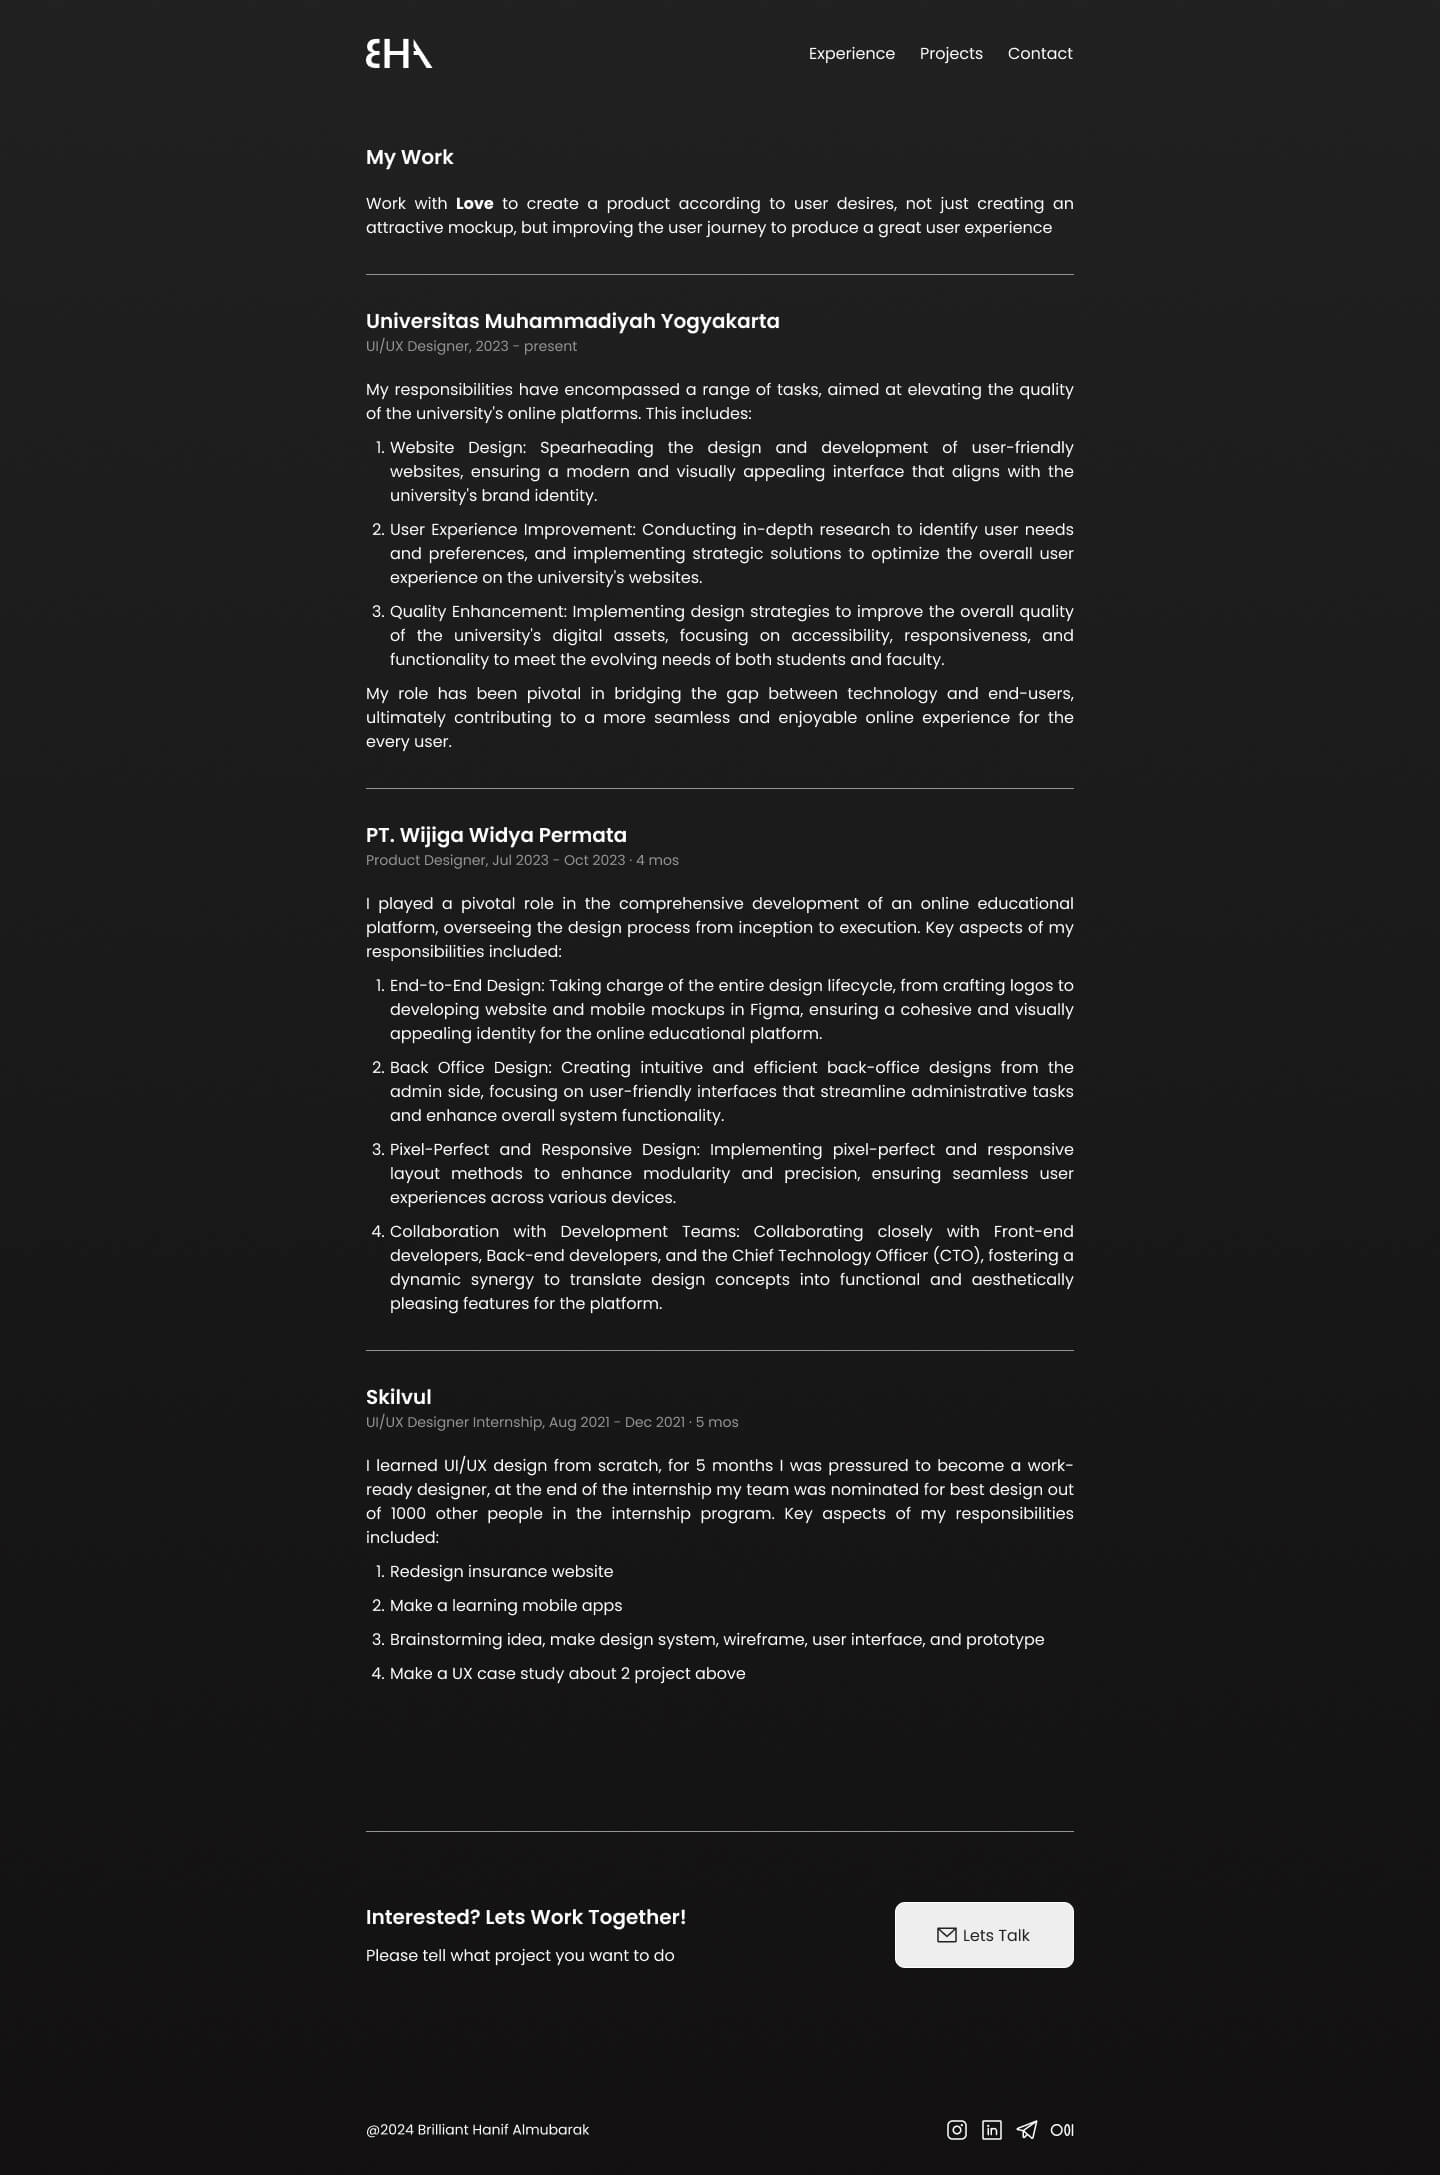 BHA
Experience Projects Contact
My Work
Work with Love to create a product according to user desires, not just creating an
attractive mockup, but improving the user journey to produce a great user experience
Universitas Muhammadiyah Yogyakarta
UI/UX Designer, 2023 - present
My responsibilities have encompassed a range of tasks, aimed at elevating the quality
of the university's online platforms. This includes:
1. Website Design: Spearheading the design and development of user-friendly
websites, ensuring a modern and visually appealing interface that aligns with the
university's brand identity.
2. User Experience Improvement: Conducting in-depth research to identify user needs
and preferences, and implementing strategic solutions to optimize the overall user
experience on the university's websites.
3. Quality Enhancement: Implementing design strategies to improve the overall quality
of the university's digital assets, focusing on accessibility, responsiveness, and
functionality to meet the evolving needs of both students and faculty.
My role has been pivotal in bridging the gap between technology and end-users,
ultimately contributing to a more seamless and enjoyable online experience for the
every user.
PT. Wijiga Widya Permata
Product Designer, Jul 2023 - Oct 2023 · 4 mos
I played a pivotal role in the comprehensive development of an online educational
platform, overseeing the design process from inception to execution. Key aspects of my
responsibilities included:
1. End-to-End Design: Taking charge of the entire design lifecycle, from crafting logos to
developing website and mobile mockups in Figma, ensuring a cohesive and visually
appealing identity for the online educational platform.
2. Back Office Design: Creating intuitive and efficient back-office designs from the
admin side, focusing on user-friendly interfaces that streamline administrative tasks
and enhance overall system functionality.
3. Pixel-Perfect and Responsive Design: Implementing pixel-perfect and responsive
layout methods to enhance modularity and precision, ensuring seamless user
experiences across various devices.
4. Collaboration with Development Teams: Collaborating closely with Front-end
developers, Back-end developers, and the Chief Technology Officer (CTO), fostering a
dynamic synergy to translate design concepts into functional and aesthetically
pleasing features for the platform.
Skilvul
UI/UX Designer Internship, Aug 2021 - Dec 2021 · 5 mos
I learned UI/UX design from scratch, for 5 months I was pressured to become a work-
ready designer, at the end of the internship my team was nominated for best design out
of 1000 other people in the internship program. Key aspects of my responsibilities
included:
1. Redesign insurance website
2. Make a learning mobile apps
3. Brainstorming idea, make design system, wireframe, user interface, and prototype
4. Make a UX case study about 2 project above
Interested? Lets Work Together!
Please tell what project you want to do
Lets Talk
@2024 Brilliant Hanif Almubarak